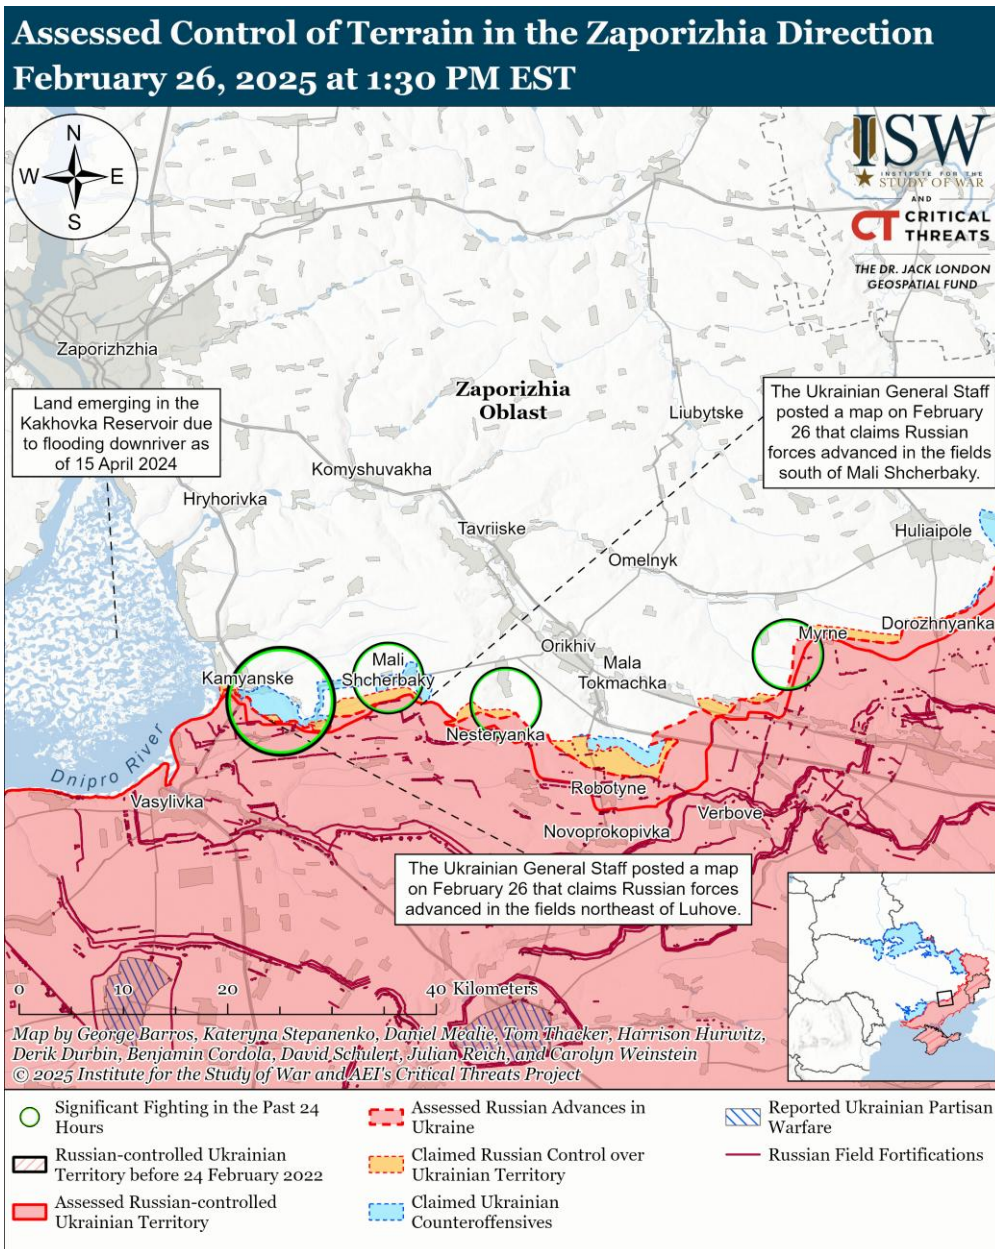 Assessed Control of Terrain in the Zaporizhia Direction
February 26, 2025 at 1:30 PM EST
N
W
E
S
ISW
INSTITUTE FOR THE
STUDY OF WAR
AND
CT CRITICAL
THREATS
THE DR. JACK LONDON
GEOSPATIAL FUND
Zaporizhzhia
Land emerging in the
Kakhovka Reservoir due
to flooding downriver as
of 15 April 2024
Zaporizhia
Oblast
The Ukrainian General Staff
posted a map on February
26 that claims Russian
forces advanced in the fields
south of Mali Shcherbaky.
Liubytske
Komyshuvakha
Hryhorivka
Tavriiske
Huliaipole
Omelnyk
Dorozhnyanka
Myrne
Orikhiv
Mali
Shcherbaky
Mala
Tokmachka
Kamyanske
Nesteryanka
Dnipro River
Vasylivka
Robotyne
Verbove
Novoprokopivka
The Ukrainian General Staff posted a map
on February 26 that claims Russian forces
advanced in the fields northeast of Luhove.
0 10 20 40 Kilometers
Map by George Barros, Kateryna Stepanenko, Daniel Mealie, Tom Thacker, Harrison Hurwitz,
Derik Durbin, Benjamin Cordola, David Schulert, Julian Reich, and Carolyn Weinstein
© 2025 Institute for the Study of War and AEI's Critical Threats Project
Significant Fighting in the Past 24
Hours
Russian-controlled Ukrainian
Territory before 24 February 2022
Assessed Russian-controlled
Ukrainian Territory
Assessed Russian Advances in
Ukraine
Claimed Russian Control over
Ukrainian Territory
Claimed Ukrainian
Counteroffensives
Reported Ukrainian Partisan
Warfare
Russian Field Fortifications